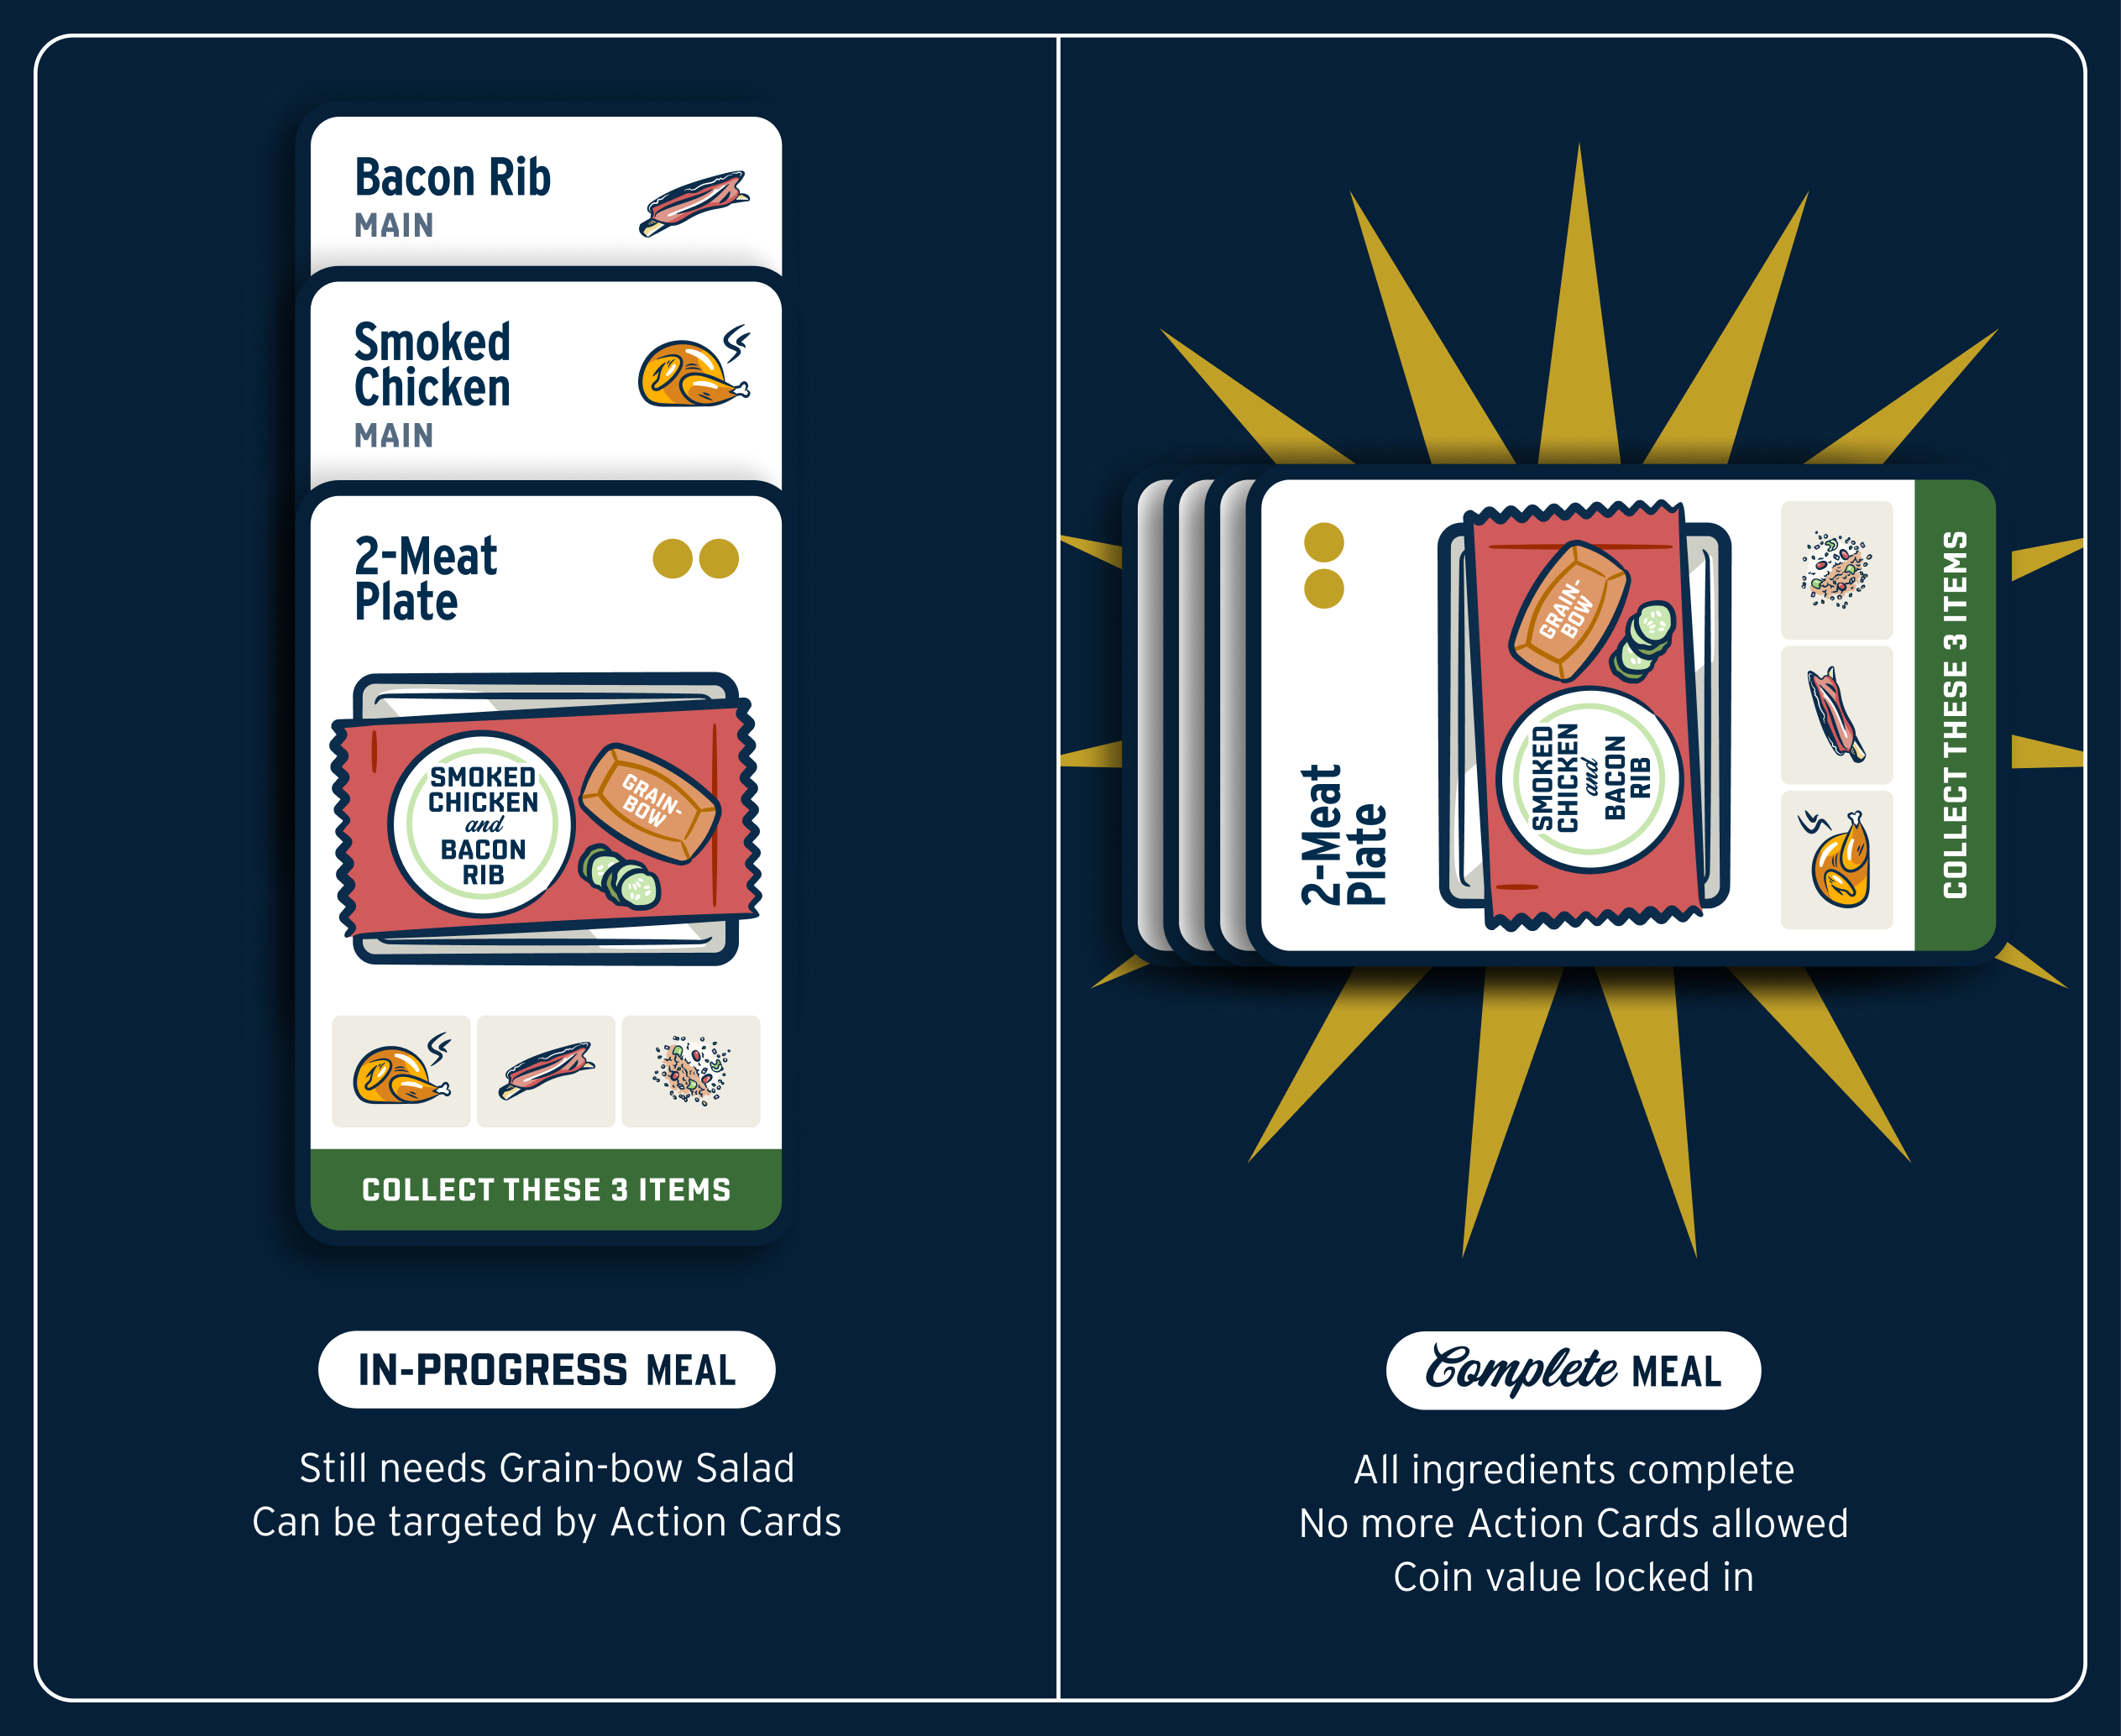 Bacon Rib
MAIN
Smoked
Chicken
MAIN
2-Meat
Plate
SMOKED
CHICKEN
and
BACON
RIB
GRAIN-
BOW
COLLECT THESE 3 ITEMS
IN-PROGRESS MEAL
Still needs Grain-bow Salad
Can be targeted by Action Cards
2-Meat
Plate
GRAIN-
BOW
SMOKED
CHICKEN
and
BACON
RIB
COLLECT THESE 3 ITEMS
Complete MEAL
All ingredients complete
No more Action Cards allowed
Coin value locked in